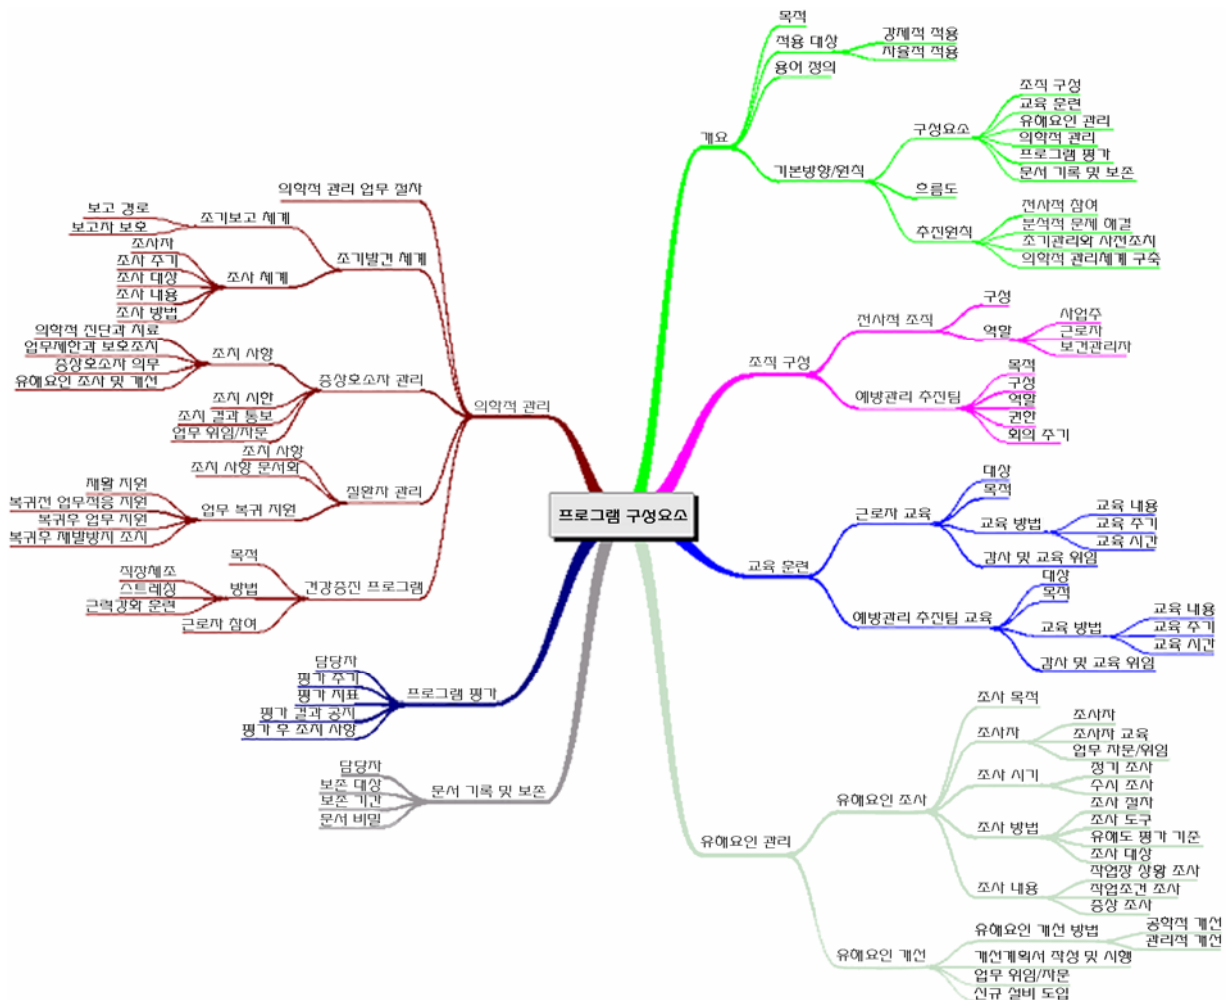 프로그램 구성요소
개요
목적
적용 대상
강제적 적용
자율적 적용
용어 정의
기본방향/원칙
구성요소
조직 구성
교육 훈련
유해요인 관리
의학적 관리
프로그램 평가
문서 기록 및 보존
흐름도
추진원칙
전사적 참여
분석적 문제 해결
조기관리와 사전조치
의학적 관리체계 구축
조직 구성
전사적 조직
구성
역할
사업주
근로자
보건관리자
예방관리 추진팀
목적
구성
역할
권한
회의 주기
교육 훈련
근로자 교육
대상
목적
교육 방법
교육 내용
교육 주기
교육 시간
감사 및 교육 위임
예방관리 추진팀 교육
대상
목적
교육 방법
교육 내용
교육 주기
교육 시간
감사 및 교육 위임
유해요인 관리
유해요인 조사
조사 목적
조사자
조사자
조사자 교육
업무 자문/위임
조사 시기
정기 조사
수시 조사
조사 방법
조사 절차
조사 도구
유해도 평가 기준
조사 대상
조사 내용
작업장 상황 조사
작업조건 조사
증상 조사
유해요인 개선
유해요인 개선 방법
공학적 개선
관리적 개선
개선계획서 작성 및 시행
업무 위임/자문
신규 설비 도입
의학적 관리
의학적 관리 업무 절차
조기발견 체계
조기보고 체계
보고 경로
보고자 보호
조사 체계
조사자
조사 주기
조사 대상
조사 내용
조사 방법
증상호소자 관리
조치 사항
의학적 진단과 치료
업무제한과 보호조치
증상호소자 의무
유해요인 조사 및 개선
조치 시한
조치 결과 통보
업무 위임/자문
질환자 관리
조치 사항
조치 사항 문서화
업무 복귀 지원
재활 지원
복귀전 업무적응 지원
복귀후 업무 지원
복귀후 재발방지 조치
건강증진 프로그램
목적
방법
직장체조
스트레칭
근력강화 훈련
근로자 참여
프로그램 평가
담당자
평가 주기
평가 지표
평가 결과 공지
평가 후 조치 사항
문서 기록 및 보존
담당자
보존 대상
보존 기간
문서 비밀